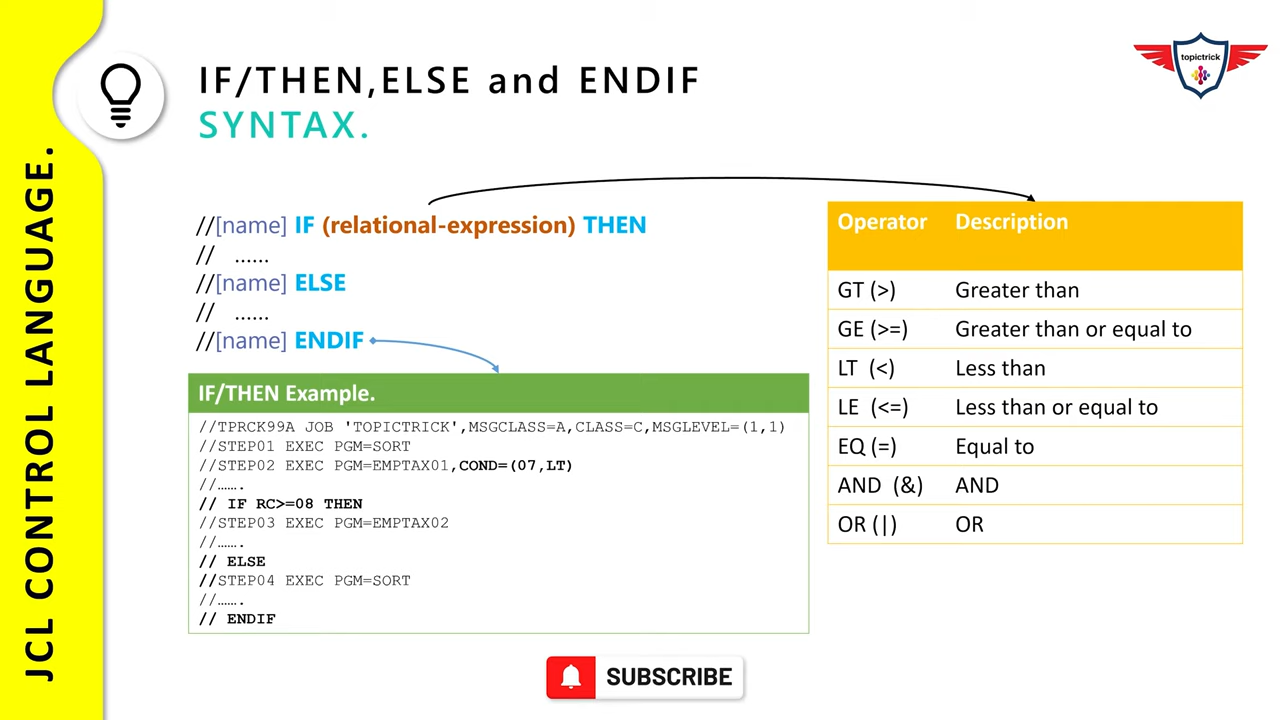 JCL CONTROL LANGUAGE.
IF/THEN,ELSE and ENDIF
SYNTAX.
topictrick
//[name] IF (relational-expression) THEN
// ......
//[name] ELSE
// ......
//[name] ENDIF
IF/THEN Example.
//TPRCK99A JOB 'TOPICTRICK',MSGCLASS=A,CLASS=C,MSGLEVEL=(1,1)
//STEP01 EXEC PGM=SORT
//STEP02 EXEC PGM=EMPTAX01,COND=(07,LT)
//…….
// IF RC>=08 THEN
//STEP03 EXEC PGM=EMPTAX02
//…….
// ELSE
//STEP04 EXEC PGM=SORT
//…….
// ENDIF
Operator Description
GT (>) Greater than
GE (>=) Greater than or equal to
LT (<) Less than
LE (<=) Less than or equal to
EQ (=) Equal to
AND (&) AND
OR (|) OR
SUBSCRIBE